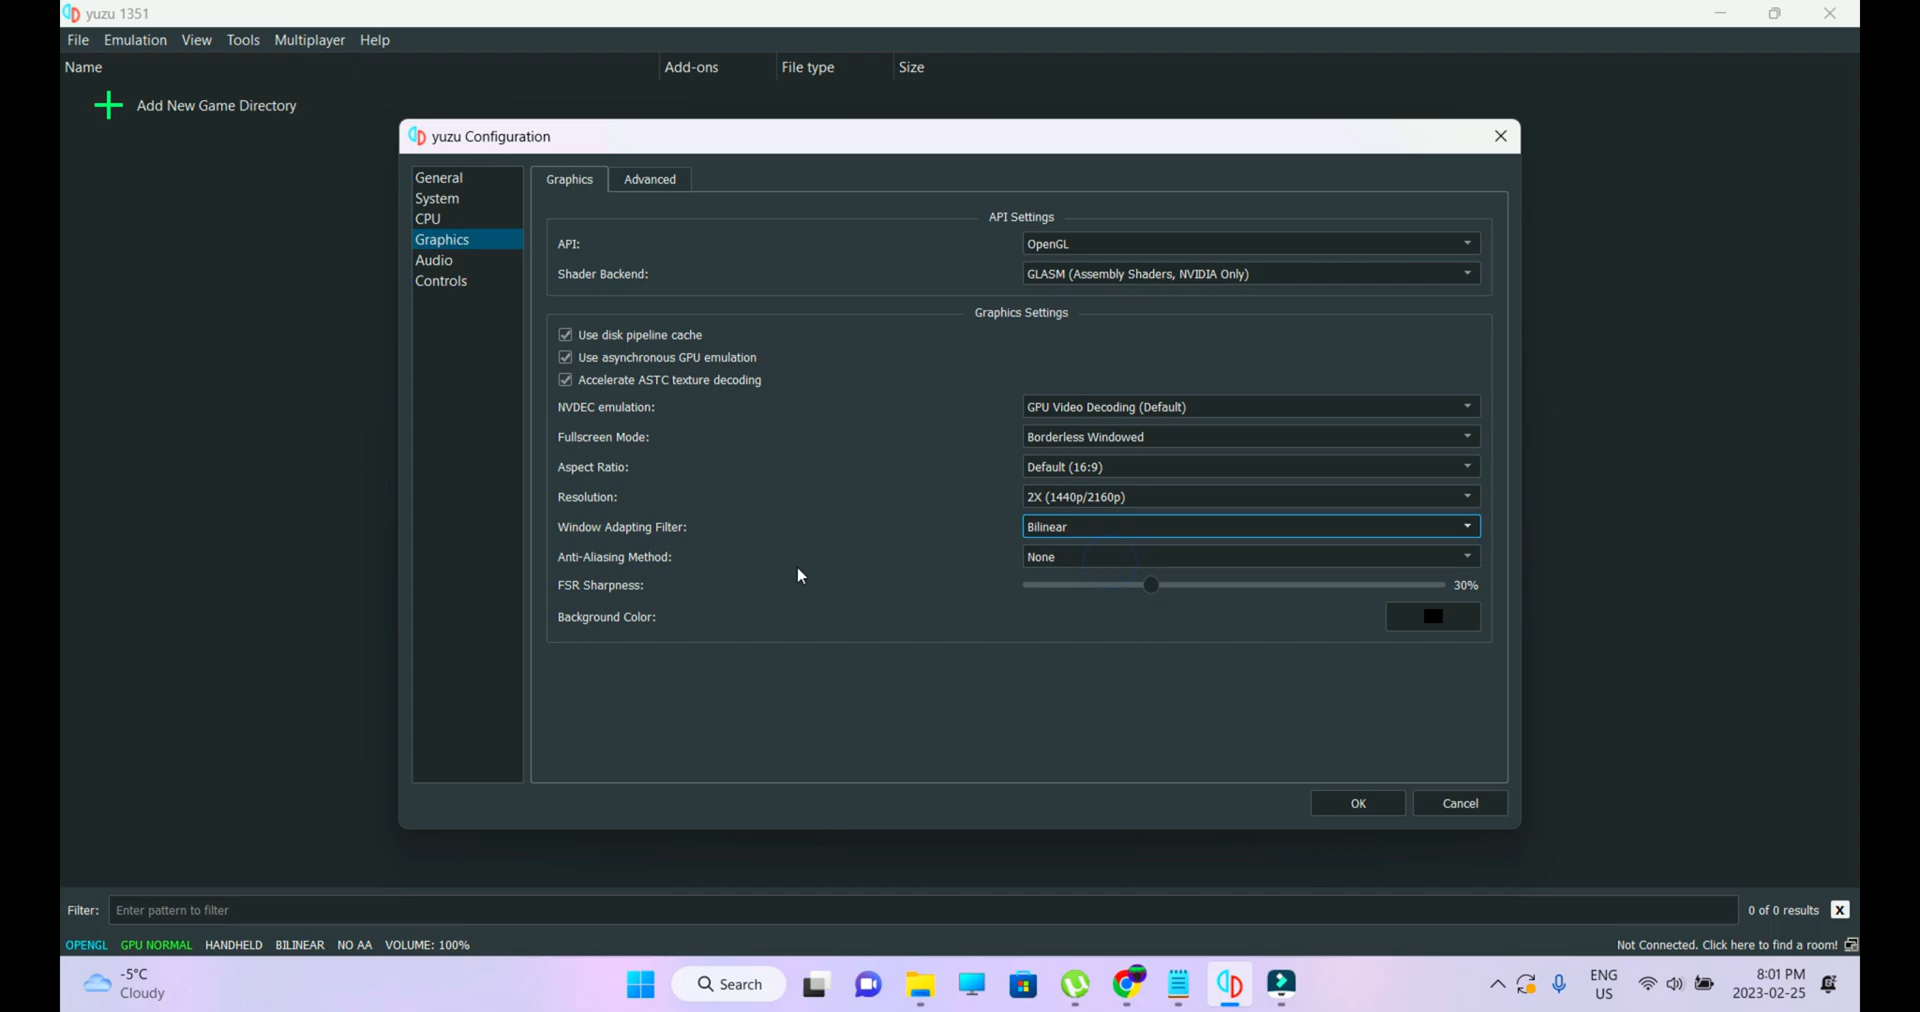 yuzu 1351
File Emulation View Tools Multiplayer Help
Name Add-ons File type Size
Add New Game Directory
yuzu Configuration
General
System
CPU
Graphics
Audio
Controls
Graphics Advanced
API Settings
API: OpenGL
Shader Backend: GLASM (Assembly Shaders, NVIDIA Only)
Graphics Settings
Use disk pipeline cache
Use asynchronous GPU emulation
Accelerate ASTC texture decoding
NVDEC emulation: GPU Video Decoding (Default)
Fullscreen Mode: Borderless Windowed
Aspect Ratio: Default (16:9)
Resolution: 2X (1440p/2160p)
Window Adapting Filter: Bilinear
Anti-Aliasing Method: None
FSR Sharpness: 30%
Background Color:
OK Cancel
Filter: Enter pattern to filter 0 of 0 results X
OPENGL GPU NORMAL HANDHELD BILINEAR NO AA VOLUME: 100% Not Connected. Click here to find a room!
-5°C
Cloudy
Search
ENG
US
8:01 PM
2023-02-25